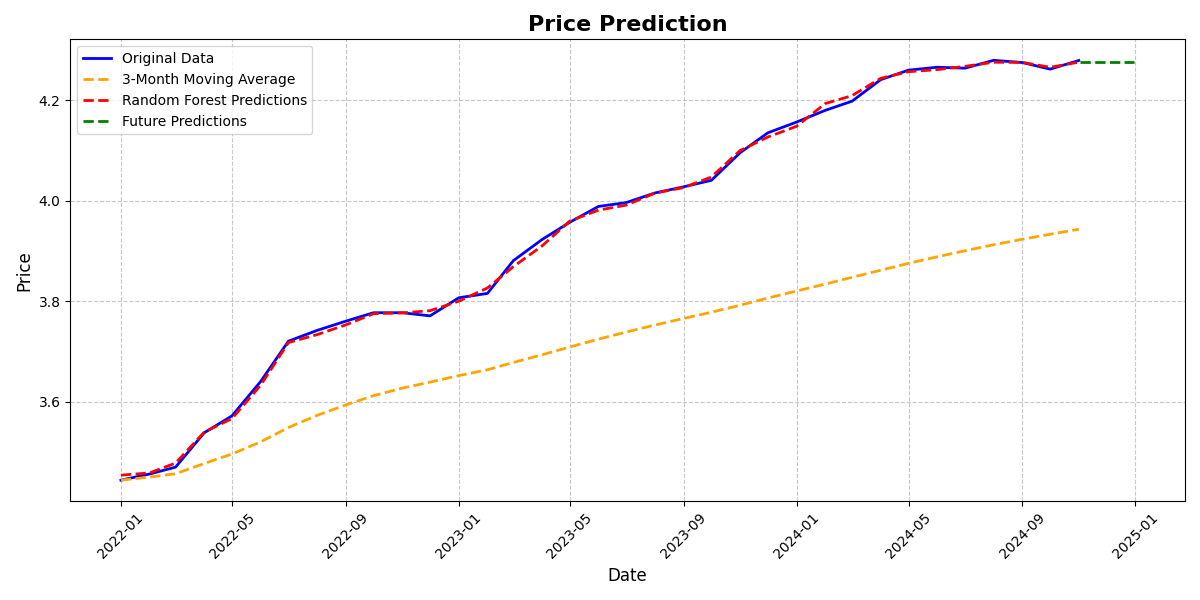 Price Prediction
Original Data
3-Month Moving Average
Random Forest Predictions
Future Predictions
4.2
4.0
3.8
3.6
Price
2022-01
2022-05
2022-09
2023-01
2023-05
2023-09
2024-01
2024-05
2024-09
2025-01
Date